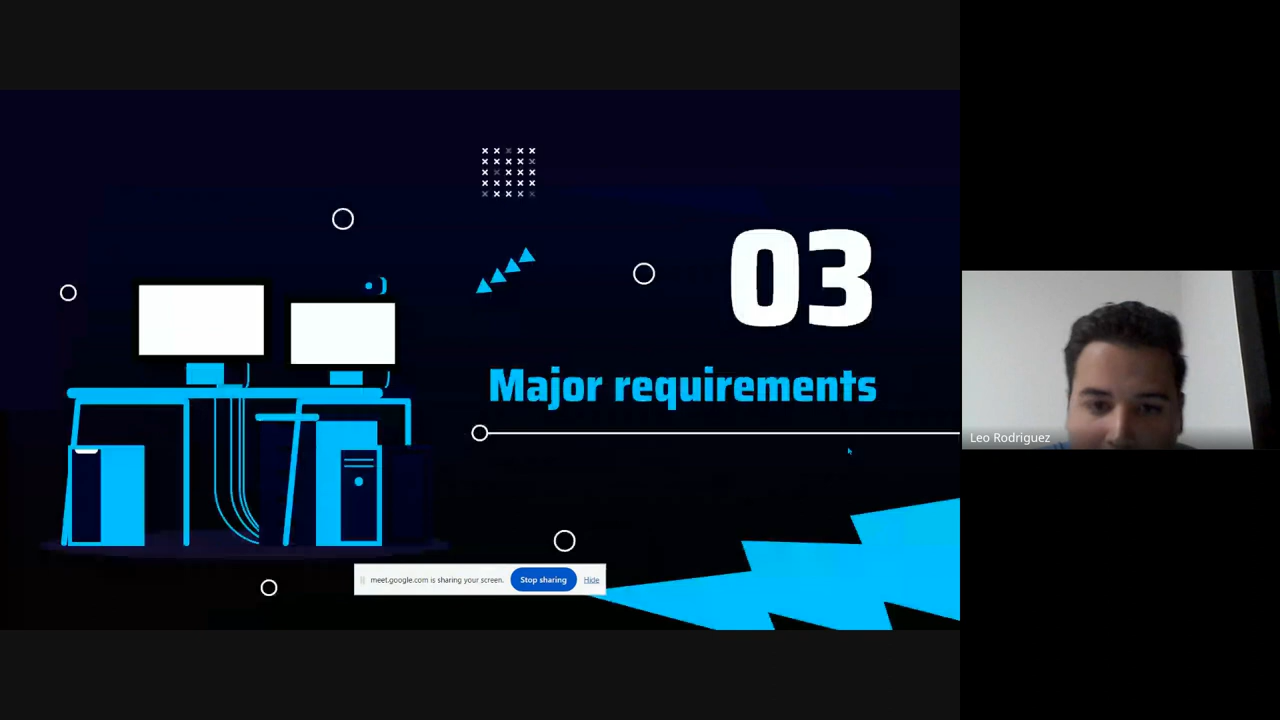 03
Major requirements
Leo Rodriguez
meet.google.com is sharing your screen. Stop sharing Hide